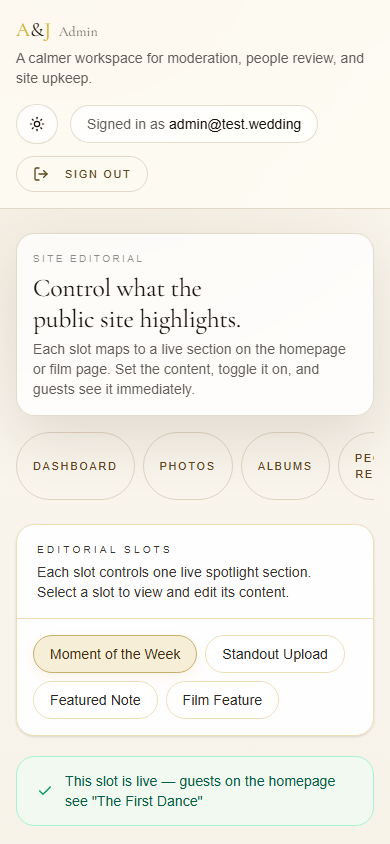 A&J Admin
A calmer workspace for moderation, people review, and
site upkeep.
Signed in as admin@test.wedding
SIGN OUT
SITE EDITORIAL
Control what the
public site highlights.
Each slot maps to a live section on the homepage
or film page. Set the content, toggle it on, and
guests see it immediately.
DASHBOARD
PHOTOS
ALBUMS
EDITORIAL SLOTS
Each slot controls one live spotlight section.
Select a slot to view and edit its content.
Moment of the Week
Standout Upload
Featured Note
Film Feature
This slot is live — guests on the homepage
see "The First Dance"